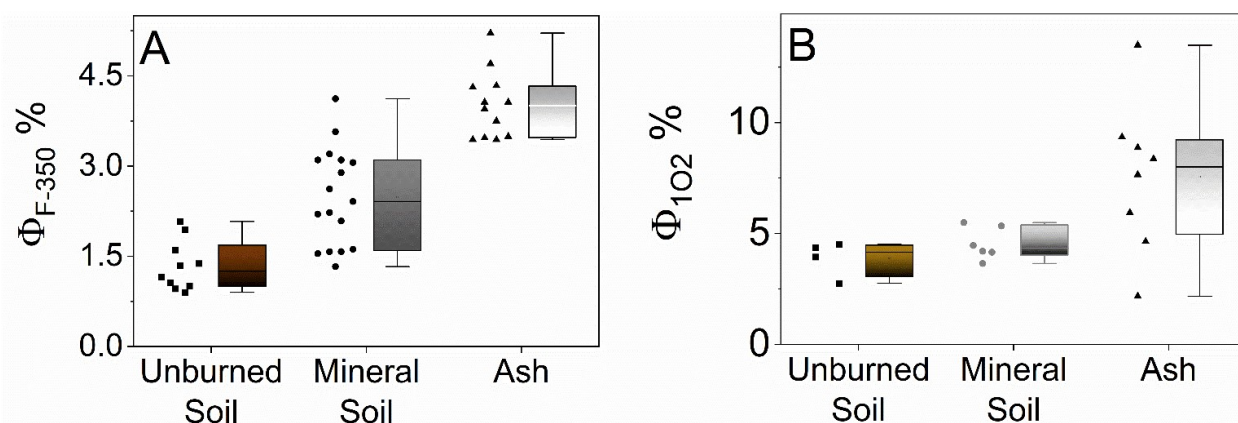 A
ΦF-350 %
4.5
3.0
1.5
0.0
Unburned Soil
Mineral Soil
Ash
B
Φ1O2 %
10
5
0
Unburned Soil
Mineral Soil
Ash